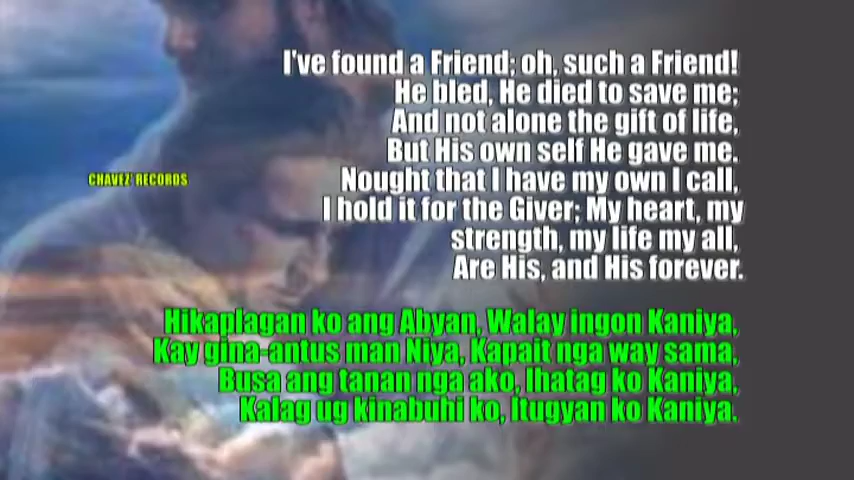 I've found a Friend; oh, such a Friend!
He bled, He died to save me;
And not alone the gift of life,
But His own self He gave me.
CHAVEZ' RECORDS
Nought that I have my own I call,
I hold it for the Giver; My heart, my
strength, my life my all,
Are His, and His forever.
Hikaplagan ko ang Abyan, Walay ingon Kaniya,
Kay gina-antus man Niya, Kapait nga way sama,
Busa ang tanan nga ako, Ihatag ko Kaniya,
Kalag ug kinabuhi ko, Itugyan ko Kaniya.